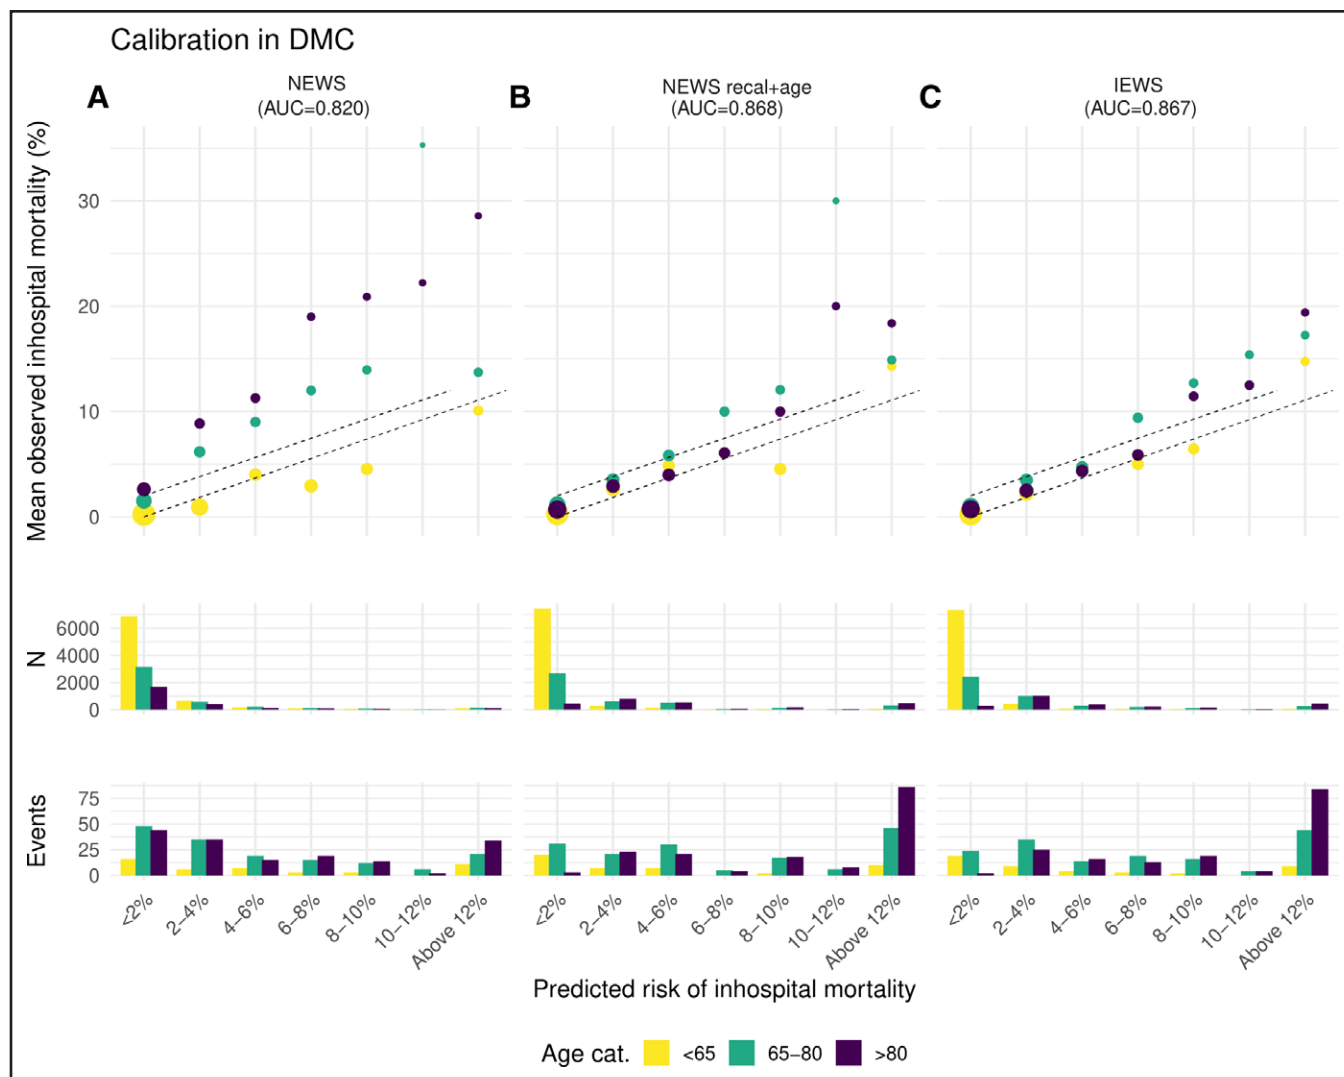 Calibration in DMC
A
NEWS
(AUC=0.820)
B
NEWS recal+age
(AUC=0.868)
C
IEWS
(AUC=0.867)
Mean observed inhospital mortality (%)
30
20
10
0
N
6000
4000
2000
0
Events
75
50
25
0
<2% 2–4% 4–6% 6–8% 8–10% 10–12% Above 12%
<2% 2–4% 4–6% 6–8% 8–10% 10–12% Above 12%
<2% 2–4% 4–6% 6–8% 8–10% 10–12% Above 12%
Predicted risk of inhospital mortality
Age cat. <65 65–80 >80